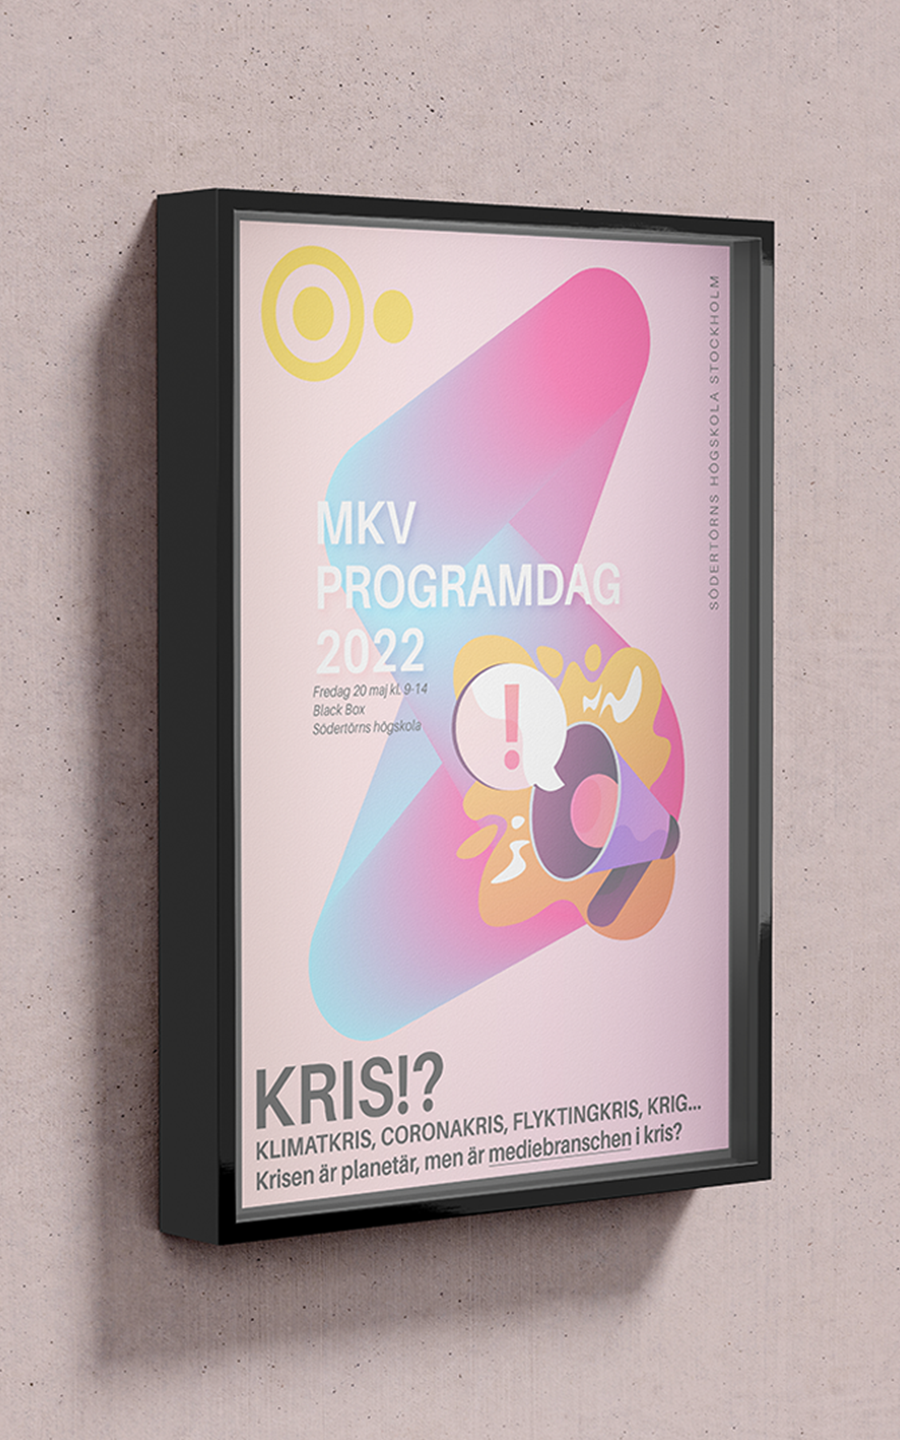 SÖDERTÖRNS HÖGSKOLA STOCKHOLM
MKV
PROGRAMDAG
2022
Fredag 20 maj kl. 9-14
Black Box
Södertörns högskola
!
KRIS!?
KLIMATKRIS, CORONAKRIS, FLYKTINGKRIS, KRIG...
Krisen är planetär, men är mediebranschen i kris?